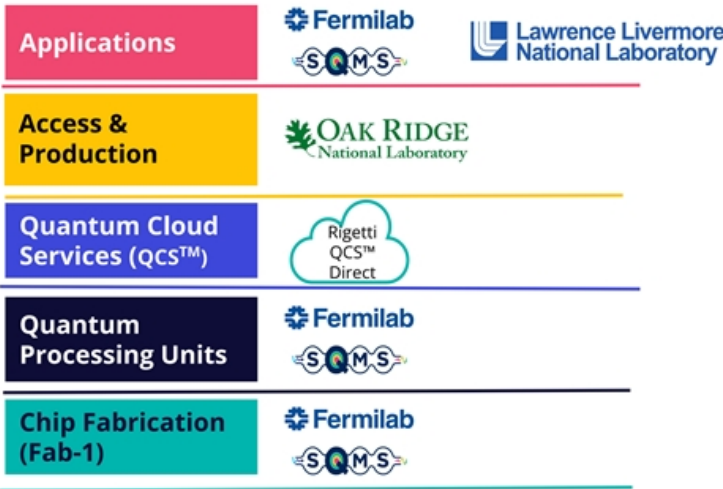 Applications
Fermilab
SQMS
Lawrence Livermore
National Laboratory
Access &
Production
OAK RIDGE
National Laboratory
Quantum Cloud
Services (QCS™)
Rigetti
QCS™
Direct
Quantum
Processing Units
Fermilab
SQMS
Chip Fabrication
(Fab-1)
Fermilab
SQMS